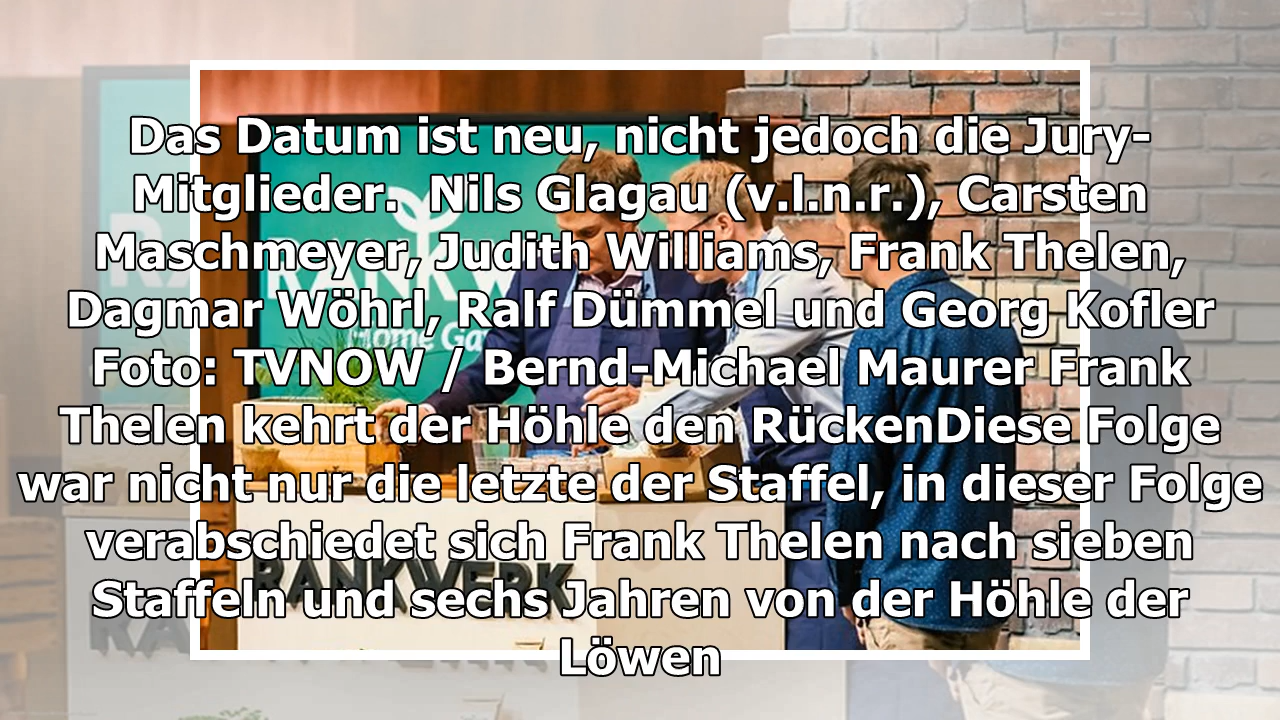 Das Datum ist neu, nicht jedoch die Jury-
Mitglieder.  Nils Glagau (v.l.n.r.), Carsten
Maschmeyer, Judith Williams, Frank Thelen,
Dagmar Wöhrl, Ralf Dümmel und Georg Kofler
Foto: TVNOW / Bernd-Michael Maurer Frank
Thelen kehrt der Höhle den RückenDiese Folge
war nicht nur die letzte der Staffel, in dieser Folge
verabschiedet sich Frank Thelen nach sieben
Staffeln und sechs Jahren von der Höhle der
Löwen
Home
RANKWERK